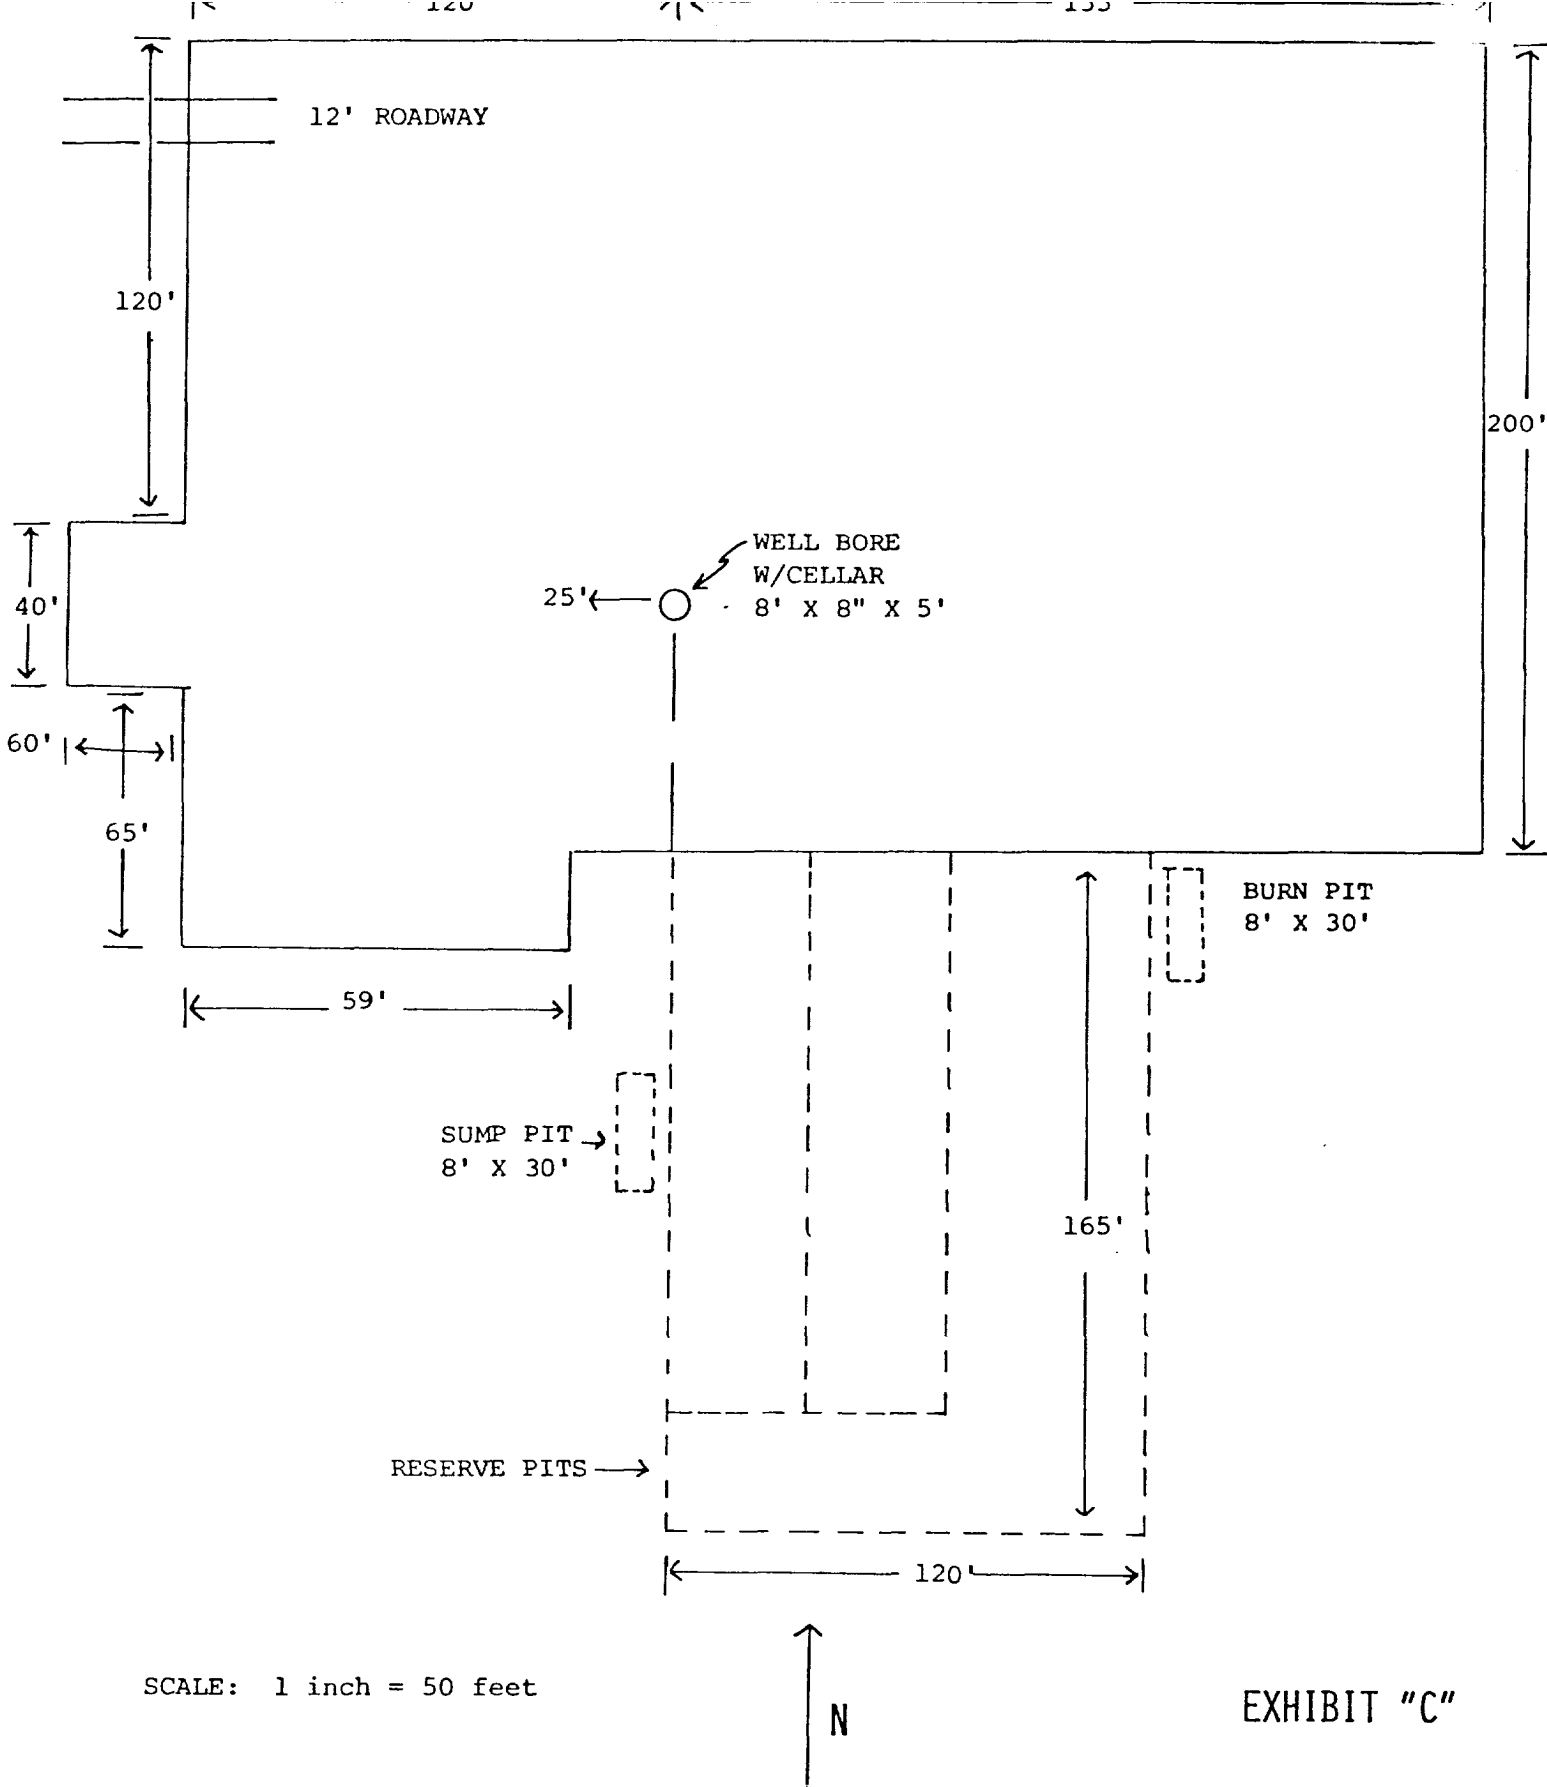 12' ROADWAY
120'
200'
WELL BORE
W/CELLAR
25'
8' X 8" X 5'
40'
60'
65'
BURN PIT
8' X 30'
59'
SUMP PIT
8' X 30'
165'
RESERVE PITS
120'
SCALE: 1 inch = 50 feet
N
EXHIBIT "C"